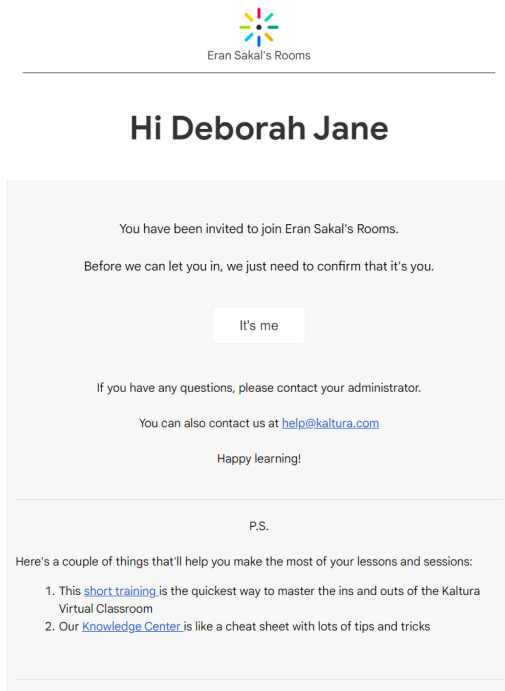 Eran Sakal's Rooms
Hi Deborah Jane
You have been invited to join Eran Sakal's Rooms.
Before we can let you in, we just need to confirm that it's you.
It's me
If you have any questions, please contact your administrator.
You can also contact us at help@kaltura.com
Happy learning!
P.S.
Here's a couple of things that'll help you make the most of your lessons and sessions:
1. This short training is the quickest way to master the ins and outs of the Kaltura
Virtual Classroom
2. Our Knowledge Center is like a cheat sheet with lots of tips and tricks